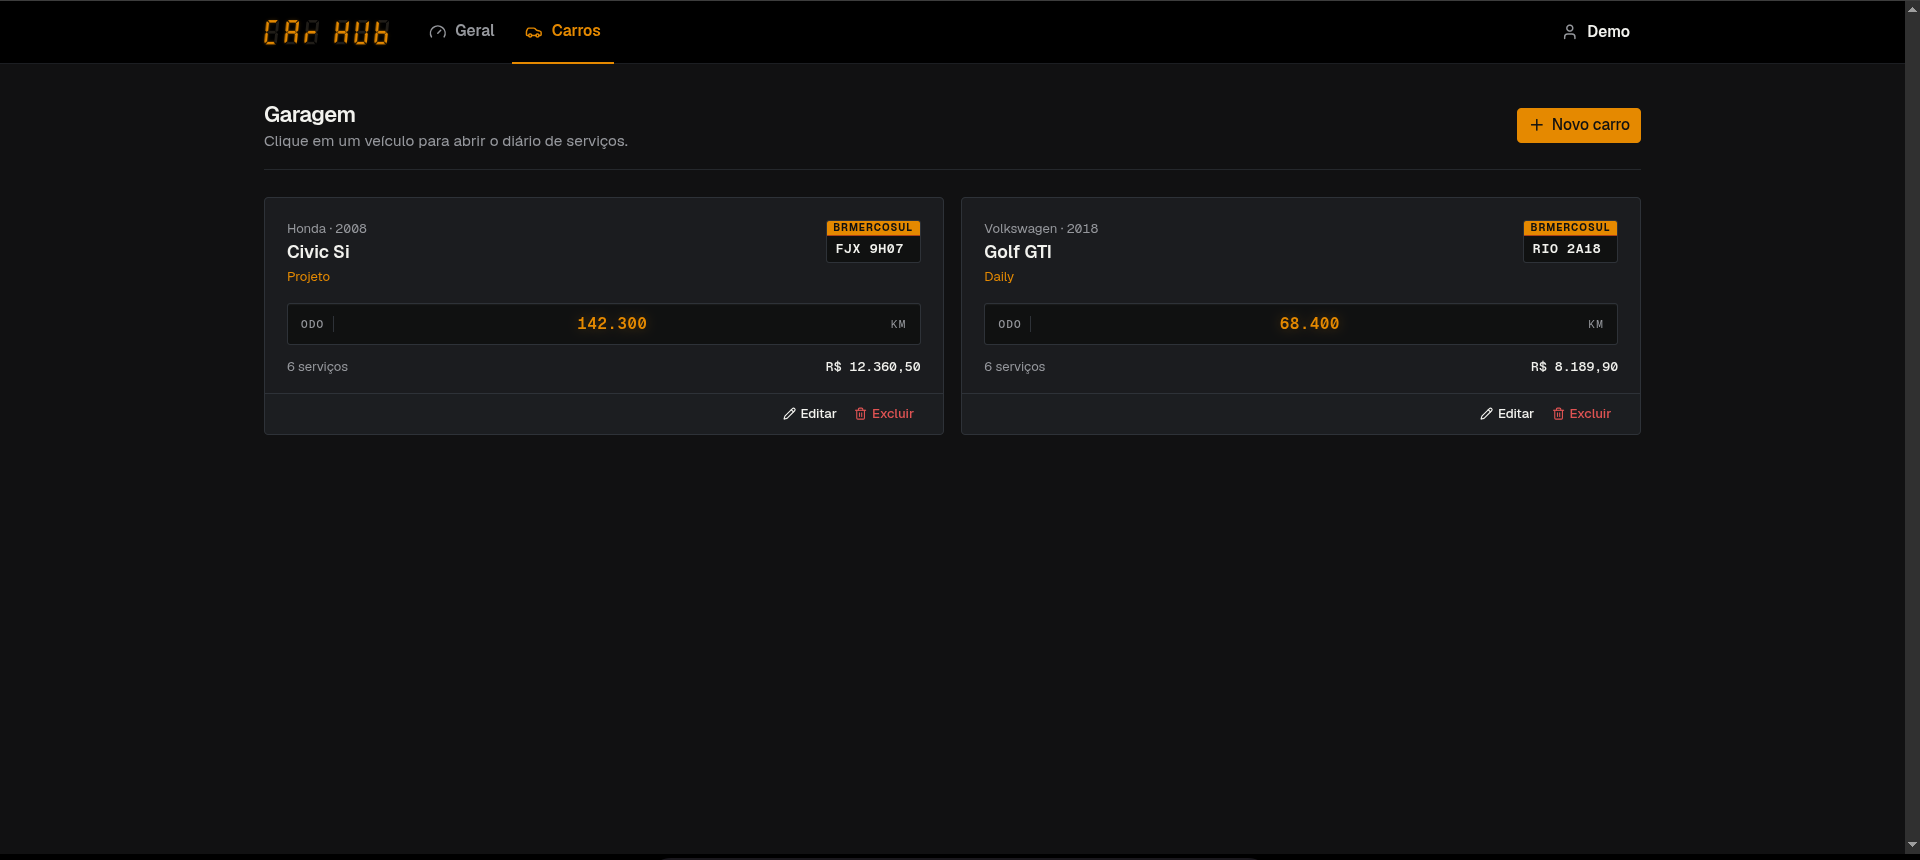 CAr HUb
Geral
Carros
Demo
Garagem
Clique em um veículo para abrir o diário de serviços.
Novo carro
Honda · 2008
Civic Si
Projeto
BRMERCOSUL
FJX 9H07
ODO
142.300
KM
6 serviços
R$ 12.360,50
Editar
Excluir
Volkswagen · 2018
Golf GTI
Daily
BRMERCOSUL
RIO 2A18
ODO
68.400
KM
6 serviços
R$ 8.189,90
Editar
Excluir